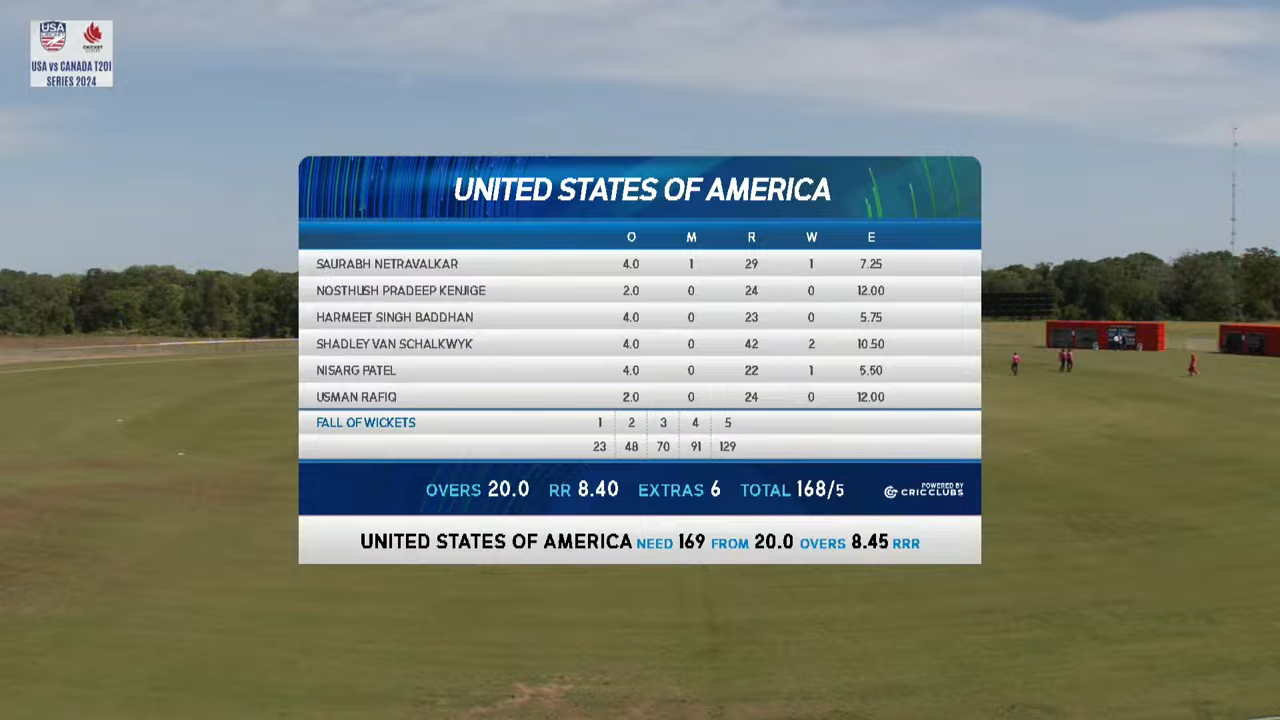 USA
CRICKET
USA vs CANADA T20I
SERIES 2024
UNITED STATES OF AMERICA
O M R W E
SAURABH NETRAVALKAR 4.0 1 29 1 7.25
NOSTHUSH PRADEEP KENJIGE 2.0 0 24 0 12.00
HARMEET SINGH BADDHAN 4.0 0 23 0 5.75
SHADLEY VAN SCHALKWYK 4.0 0 42 2 10.50
NISARG PATEL 4.0 0 22 1 5.50
USMAN RAFIQ 2.0 0 24 0 12.00
FALL OF WICKETS 1 2 3 4 5
23 48 70 91 129
OVERS 20.0 RR 8.40 EXTRAS 6 TOTAL 168/5
POWERED BY
CRICCLUBS
UNITED STATES OF AMERICA NEED 169 FROM 20.0 OVERS 8.45 RRR